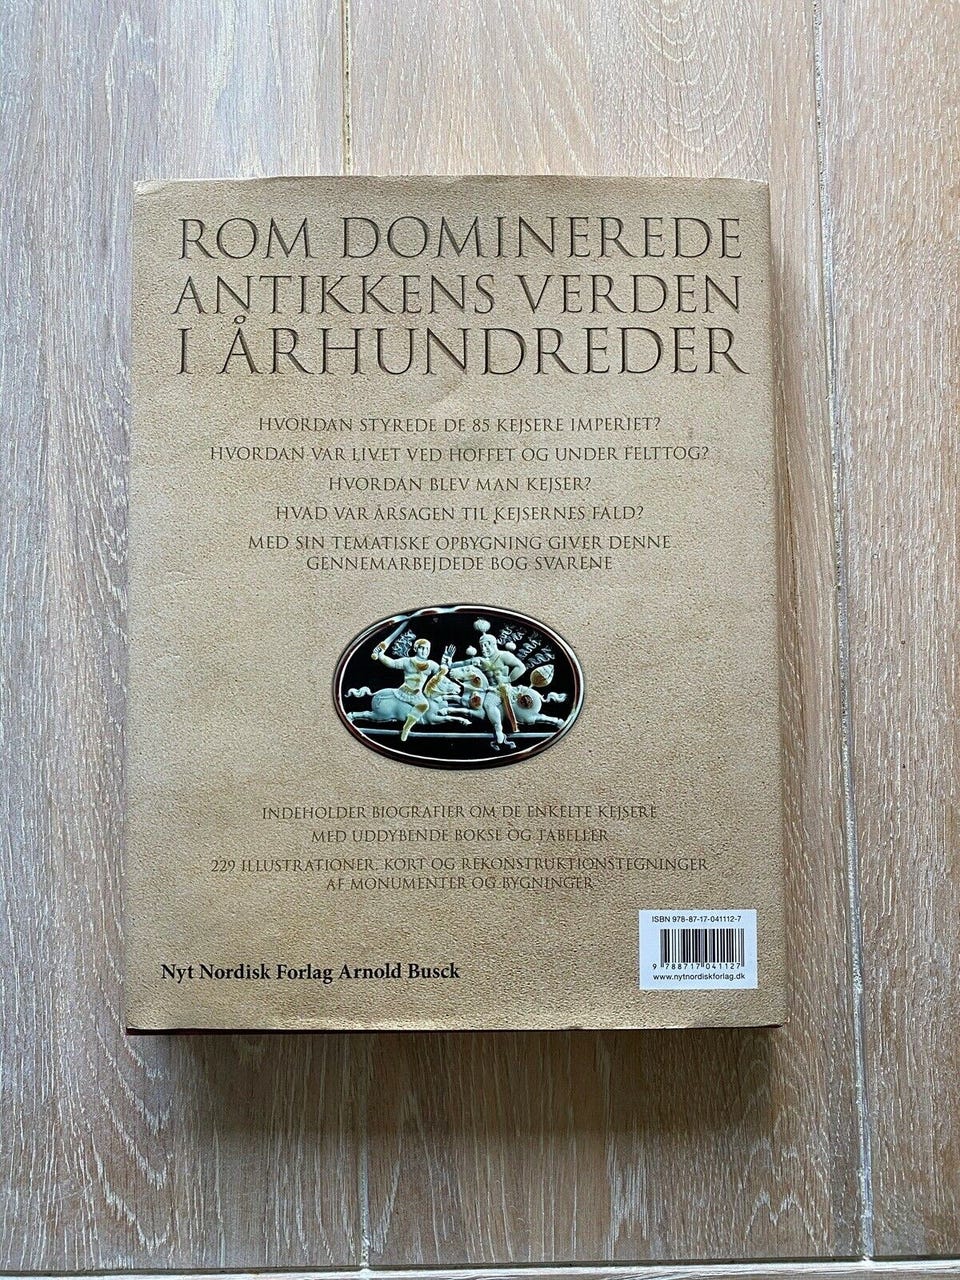 ROM DOMINEREDE
ANTIKKENS VERDEN
I ÅRHUNDREDER
HVORDAN STYREDE DE 85 KEJSERE IMPERIET?
HVORDAN VAR LIVET VED HOFFET OG UNDER FELTTOG?
HVORDAN BLEV MAN KEJSER?
HVAD VAR ÅRSAGEN TIL KEJSERNES FALD?
MED SIN TEMATISKE OPBYGNING GIVER DENNE
GENNEMARBEJDEDE BOG SVARENE
INDEHOLDER BIOGRAFIER OM DE ENKELTE KEJSERE
MED UDDYBENDE BOKSE OG TABELLER
229 ILLUSTRATIONER, KORT OG REKONSTRUKTIONSTEGNINGER
AF MONUMENTER OG BYGNINGER
Nyt Nordisk Forlag Arnold Busck
ISBN 978-87-17-041112-7
9 788717 041127
www.nytnordiskforlag.dk